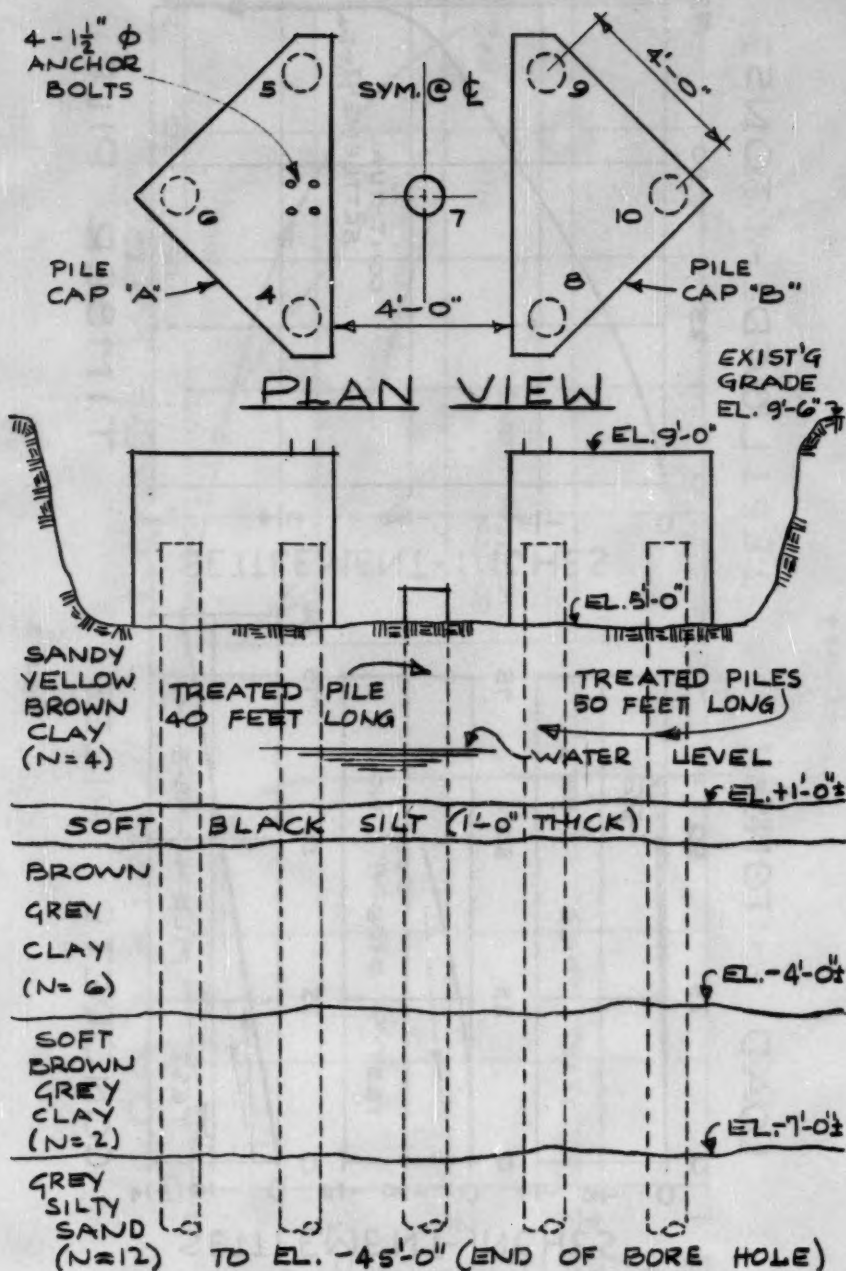 4-1½" ϕ
ANCHOR
BOLTS
5
SYM. @ ℄
9
4'-0"
6
7
10
4
8
PILE
CAP "A"
4'-0"
PILE
CAP "B"
PLAN VIEW
EXIST'G
GRADE
EL. 9'-6"
EL. 9'-0"
EL. 5'-0"
SANDY
YELLOW
BROWN
CLAY
(N=4)
TREATED PILE
40 FEET LONG
TREATED PILES
50 FEET LONG
WATER LEVEL
EL.+1'-0"±
SOFT BLACK SILT (1'-0" THICK)
BROWN
GREY
CLAY
(N=6)
EL.-4'-0"±
SOFT
BROWN
GREY
CLAY
(N=2)
EL.-7'-0"±
GREY
SILTY
SAND
(N=12) TO EL. -45'-0" (END OF BORE HOLE)